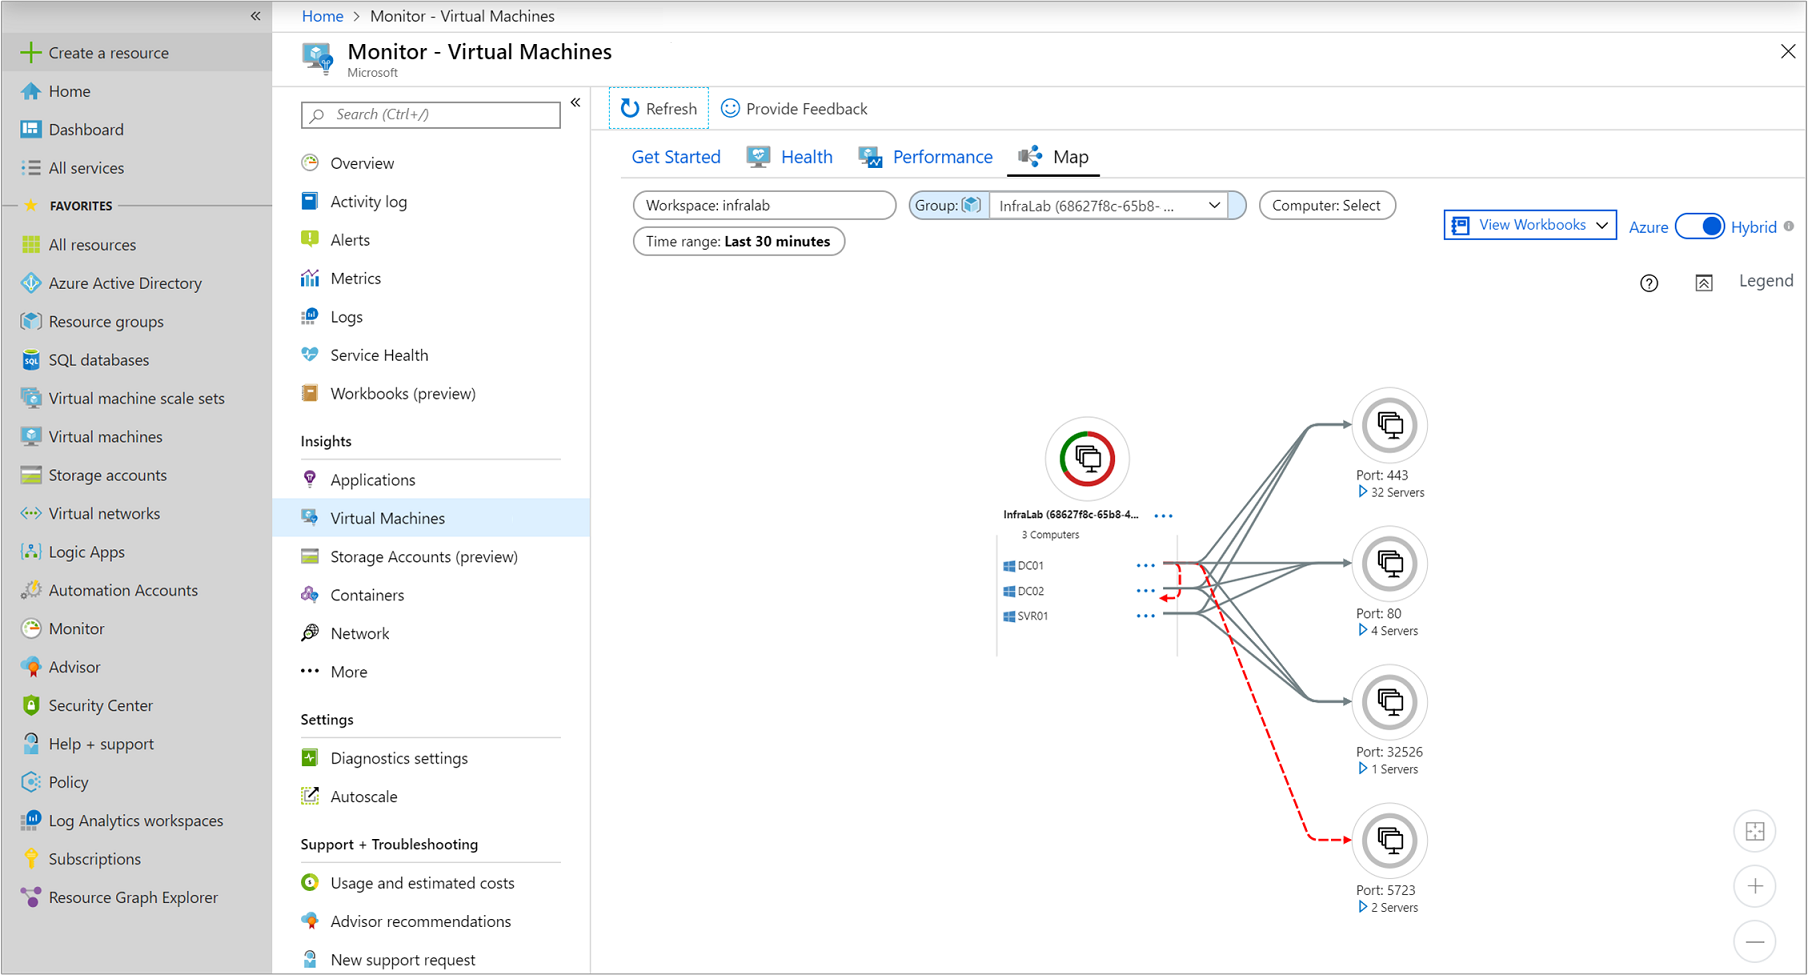 Create a resource
Home
Dashboard
All services
FAVORITES
All resources
Azure Active Directory
Resource groups
SQL
SQL databases
Virtual machine scale sets
Virtual machines
Storage accounts
Virtual networks
Logic Apps
Automation Accounts
Monitor
Advisor
Security Center
Help + support
Policy
Log Analytics workspaces
Subscriptions
Resource Graph Explorer
Home > Monitor - Virtual Machines
Monitor - Virtual Machines
Microsoft
Search (Ctrl+/)
Overview
Activity log
Alerts
Metrics
Logs
Service Health
Workbooks (preview)
Insights
Applications
Virtual Machines
Storage Accounts (preview)
Containers
Network
More
Settings
Diagnostics settings
Autoscale
Support + Troubleshooting
Usage and estimated costs
Advisor recommendations
New support request
Refresh Provide Feedback
Get Started Health Performance Map
Workspace: infralab Group: InfraLab (68627f8c-65b8- ... Computer: Select
Time range: Last 30 minutes
View Workbooks Azure Hybrid
Legend
InfraLab (68627f8c-65b8-4...
3 Computers
DC01
DC02
SVR01
Port: 443
32 Servers
Port: 80
4 Servers
Port: 32526
1 Servers
Port: 5723
2 Servers